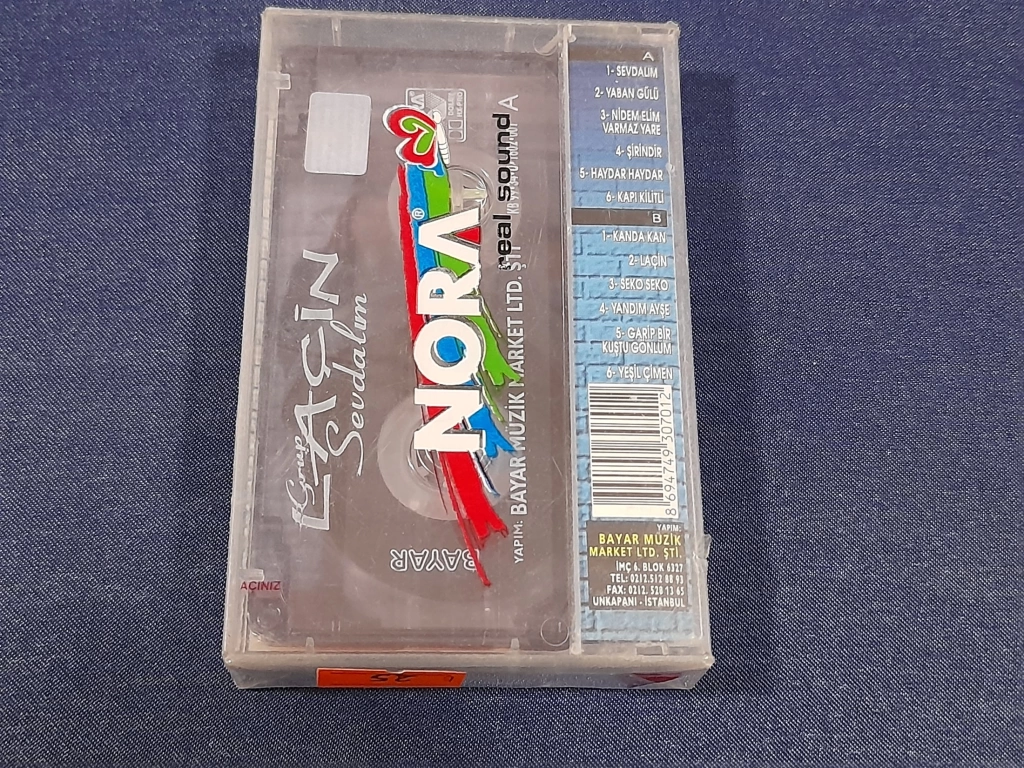 Grup
LAÇİN
Sevdalım
NORA®
real sound
A
YAPIM: BAYAR MÜZİK MARKET LTD. ŞTİ
BAYAR
AÇINIZ
35
A
1- SEVDALIM
2- YABAN GÜLÜ
3- NİDEM ELİM
VARMAZ YARE
4- ŞİRİNDİR
5- HAYDAR HAYDAR
6- KAPI KİLİTLİ
B
1- KANDA KAN
2- LAÇİN
3- SEKO SEKO
4- YANDIM AYŞE
5- GARİP BİR
KUŞTU GÖNLÜM
6- YEŞİL ÇİMEN
8 694749 307012
YAPIM:
BAYAR MÜZİK
MARKET LTD. ŞTİ.
İMÇ 6. BLOK 6327
TEL: 0212.512 88 93
FAX: 0212. 528 13 65
UNKAPANI - İSTANBUL